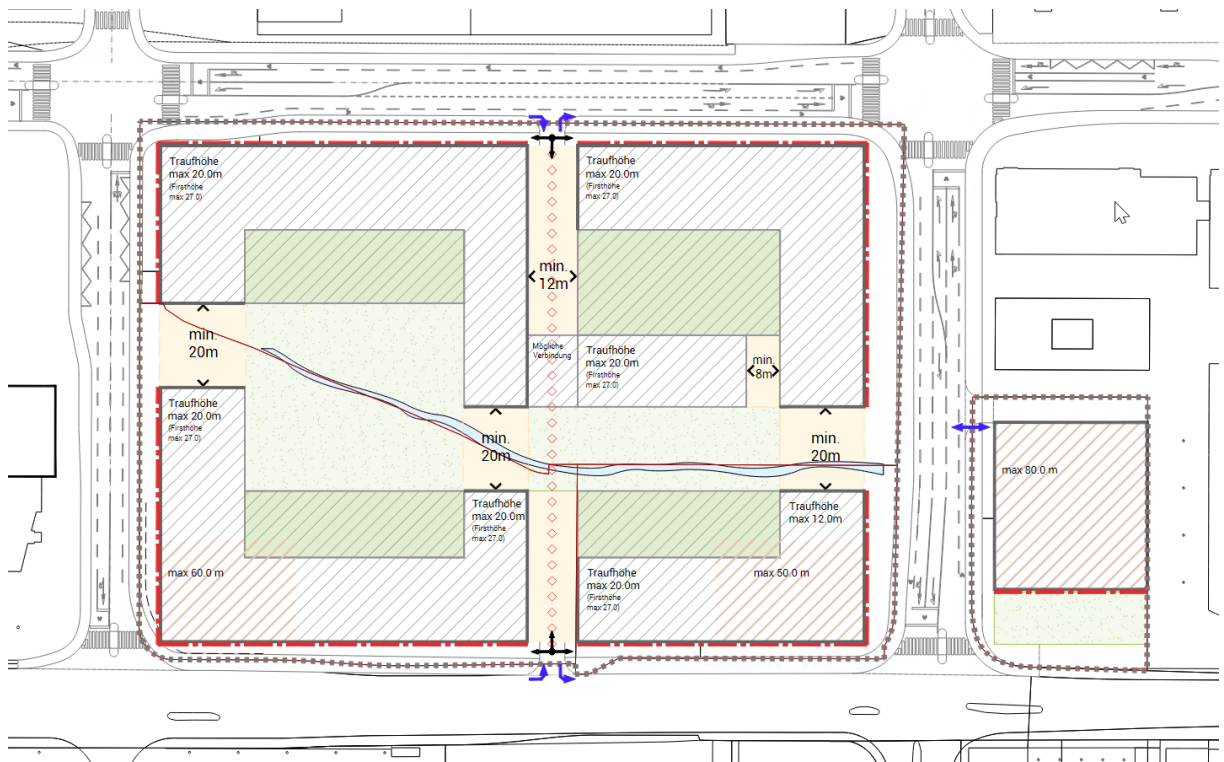 Traufhöhe
max 20.0m
(Firsthöhe
max 27.0)
Traufhöhe
max 20.0m
(Firsthöhe
max 27.0)
min.
12m
min.
20m
Mögliche
Verbindung
Traufhöhe
max 20.0m
(Firsthöhe
max 27.0)
min.
8m
Traufhöhe
max 20.0m
(Firsthöhe
max 27.0)
min.
20m
min.
20m
max 80.0 m
Traufhöhe
max 20.0m
(Firsthöhe
max 27.0)
Traufhöhe
max 12.0m
max 60.0 m
Traufhöhe
max 20.0m
(Firsthöhe
max 27.0)
max 50.0 m